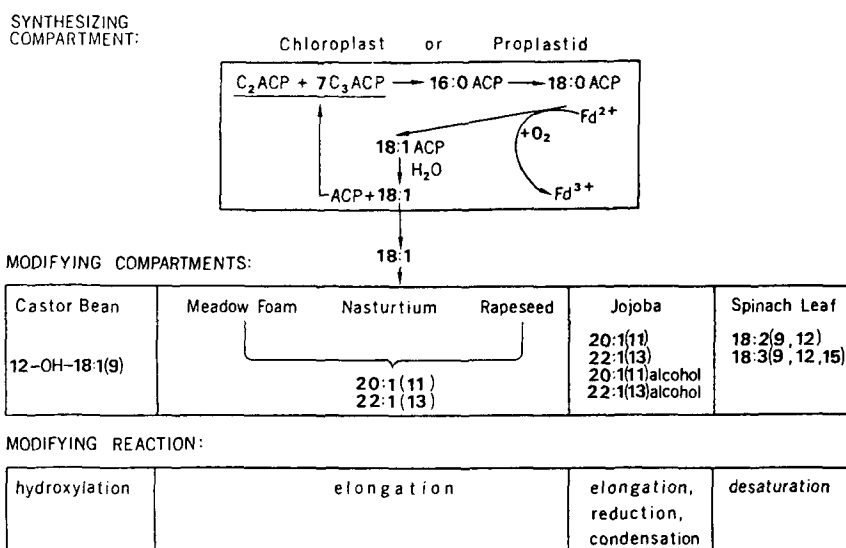 SYNTHESIZING
COMPARTMENT:
Chloroplast or Proplastid
C₂ACP + 7C₃ACP → 16:0 ACP → 18:0 ACP
Fd²⁺
+O₂
18:1 ACP
H₂O
ACP+18:1
Fd³⁺
18:1
MODIFYING COMPARTMENTS:
Castor Bean Meadow Foam Nasturtium Rapeseed Jojoba Spinach Leaf
20:1(11) 18:2(9,12)
12-OH-18:1(9) 22:1(13) 18:3(9,12,15)
20:1(11) 20:1(11)alcohol
22:1(13) 22:1(13)alcohol
MODIFYING REACTION:
hydroxylation elongation elongation, desaturation
reduction,
condensation